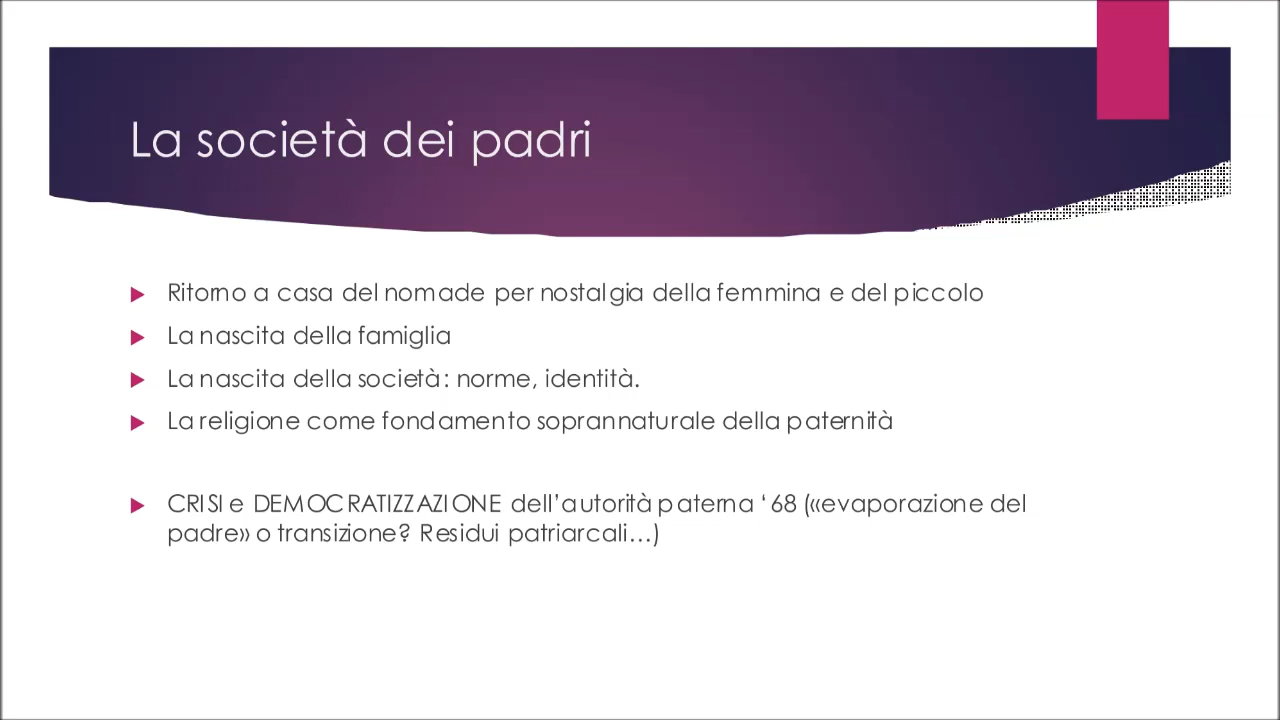 La società dei padri
Ritorno a casa del nomade per nostalgia della femmina e del piccolo
La nascita della famiglia
La nascita della società: norme, identità.
La religione come fondamento soprannaturale della paternità
CRISI e DEMOCRATIZZAZIONE dell’autorità paterna ‘68 («evaporazione del
padre» o transizione? Residui patriarcali…)